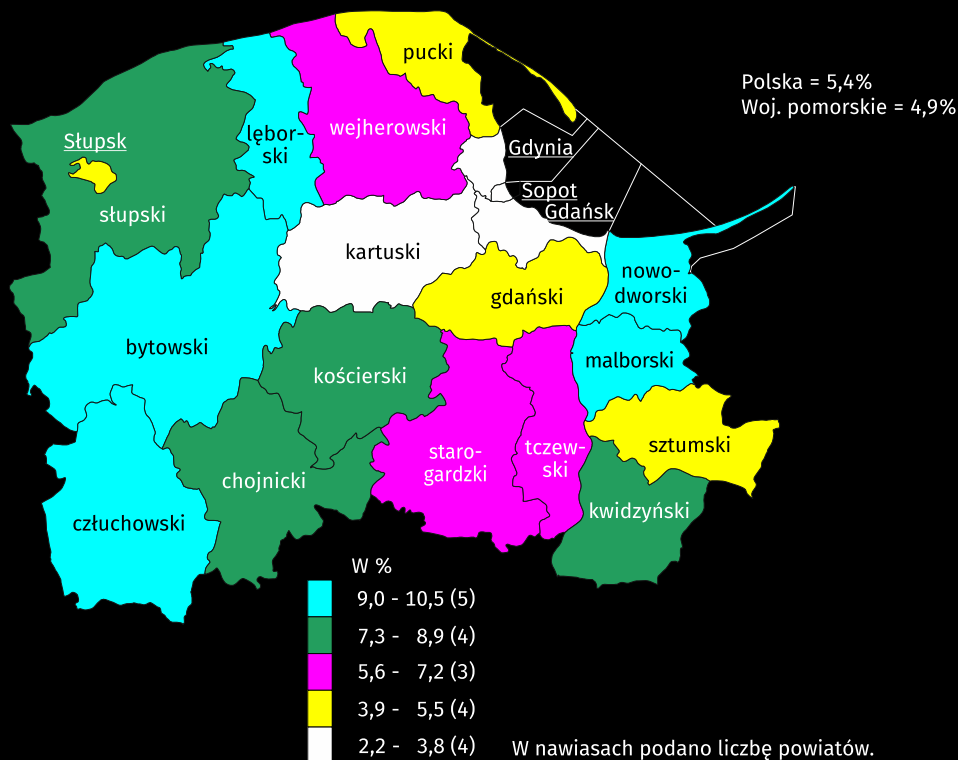 pucki
Polska = 5,4%
Woj. pomorskie = 4,9%
Słupsk
lębor-
ski
wejherowski
Gdynia
Sopot
Gdańsk
słupski
kartuski
nowo-
dworski
gdański
bytowski
malborski
kościerski
staro-
gardzki
tczew-
ski
sztumski
chojnicki
kwidzyński
człuchowski
W %
9,0 - 10,5 (5)
7,3 - 8,9 (4)
5,6 - 7,2 (3)
3,9 - 5,5 (4)
2,2 - 3,8 (4)
W nawiasach podano liczbę powiatów.